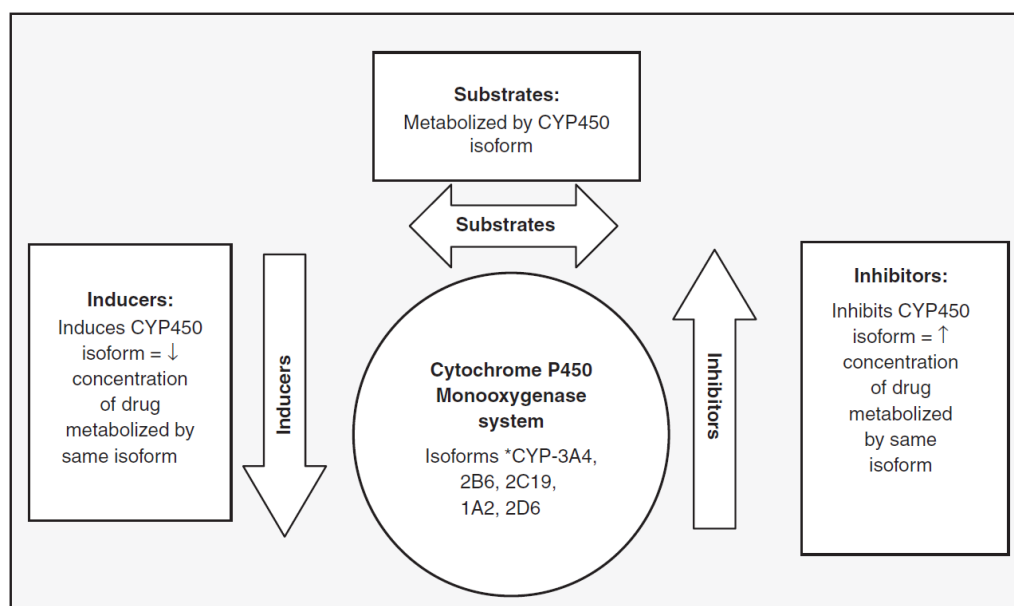 Substrates:
Metabolized by CYP450
isoform
Substrates
Inducers:
Induces CYP450
isoform = ↓
concentration
of drug
metabolized by
same isoform
Inducers
Cytochrome P450
Monooxygenase
system
Isoforms *CYP-3A4,
2B6, 2C19,
1A2, 2D6
Inhibitors
Inhibitors:
Inhibits CYP450
isoform = ↑
concentration
of drug
metabolized
by same
isoform